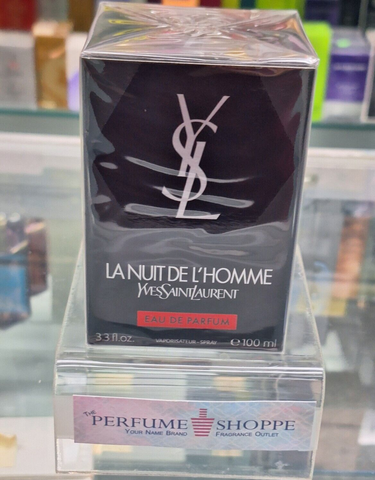 YSL
LA NUIT DE L'HOMME
YVESSAINTLAURENT
EAU DE PARFUM
3.3 fl.oz. VAPORISATEUR - SPRAY e 100 ml
THE PERFUME SHOPPE
YOUR NAME BRAND FRAGRANCE OUTLET